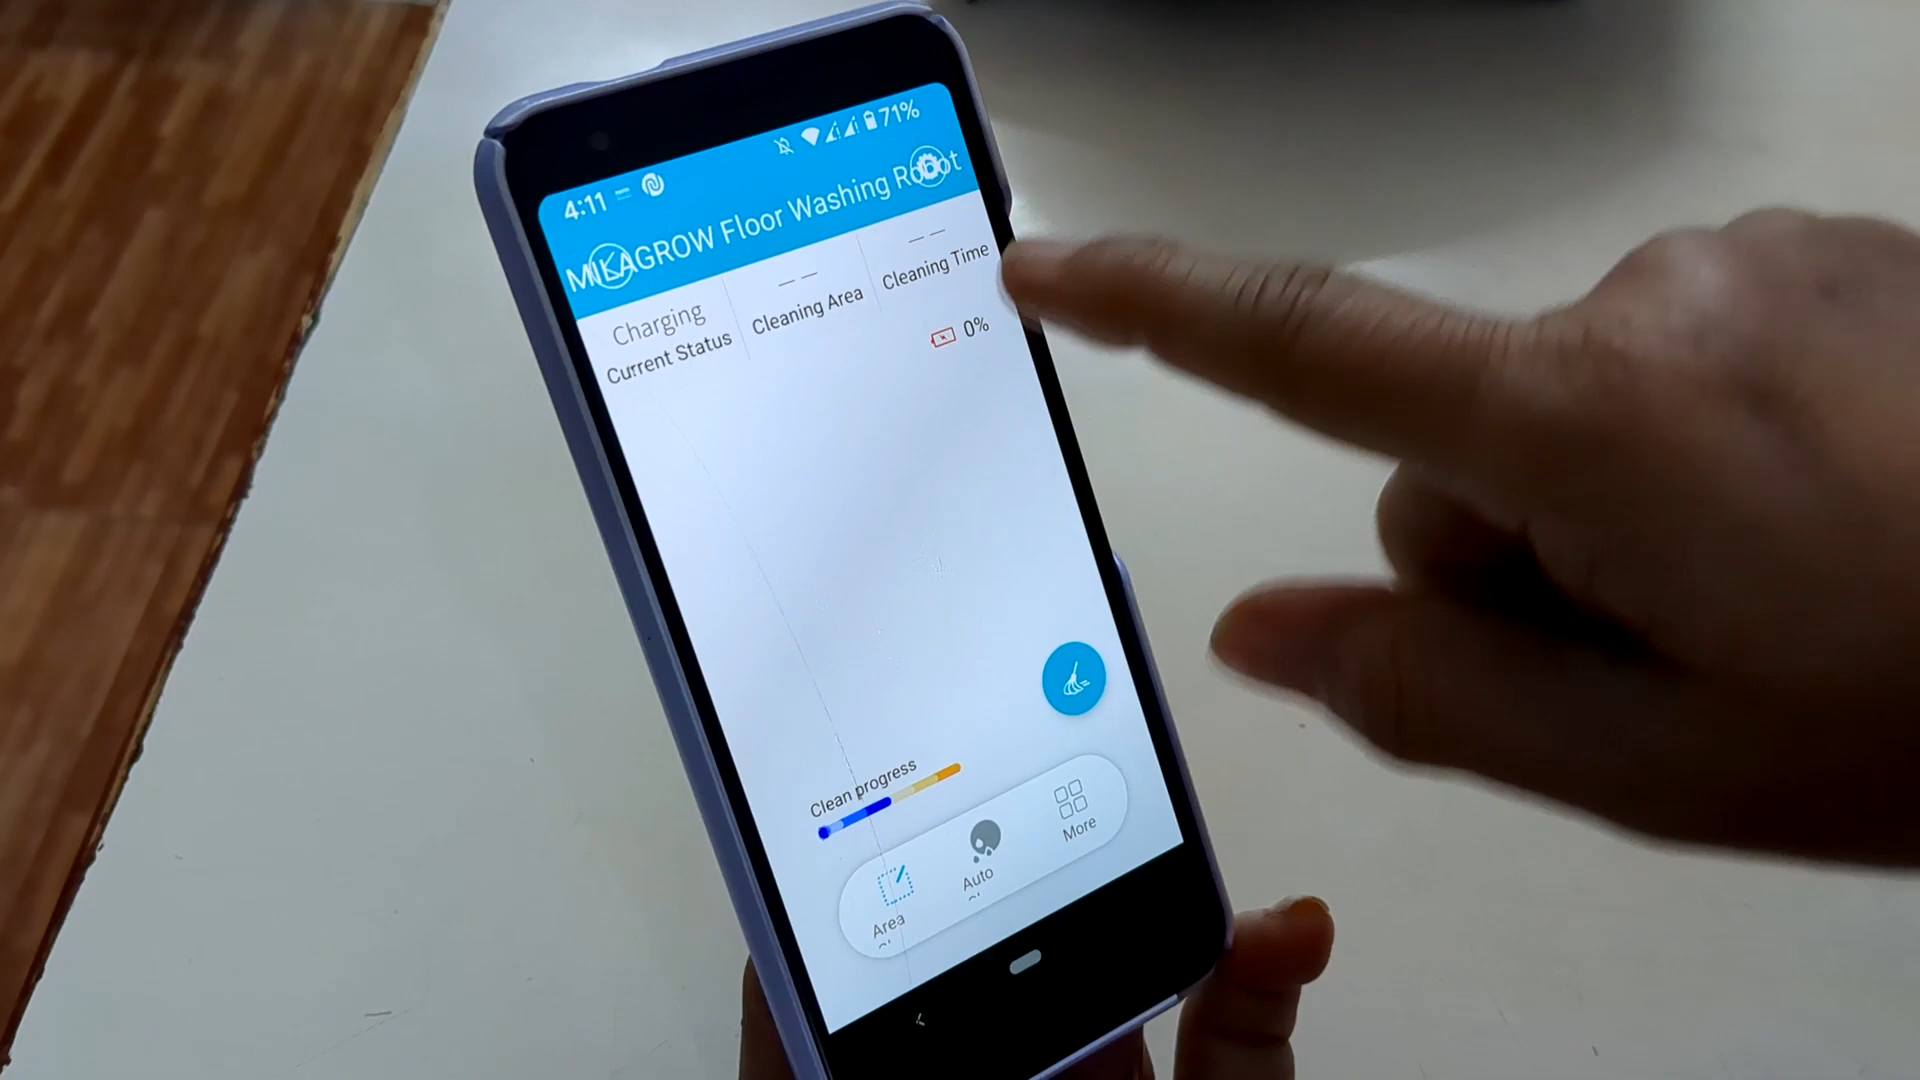 4:11 71%
MILAGROW Floor Washing Robot
Charging
Current Status
— —
Cleaning Area
— —
Cleaning Time
0%
Clean progress
Area
Auto
More